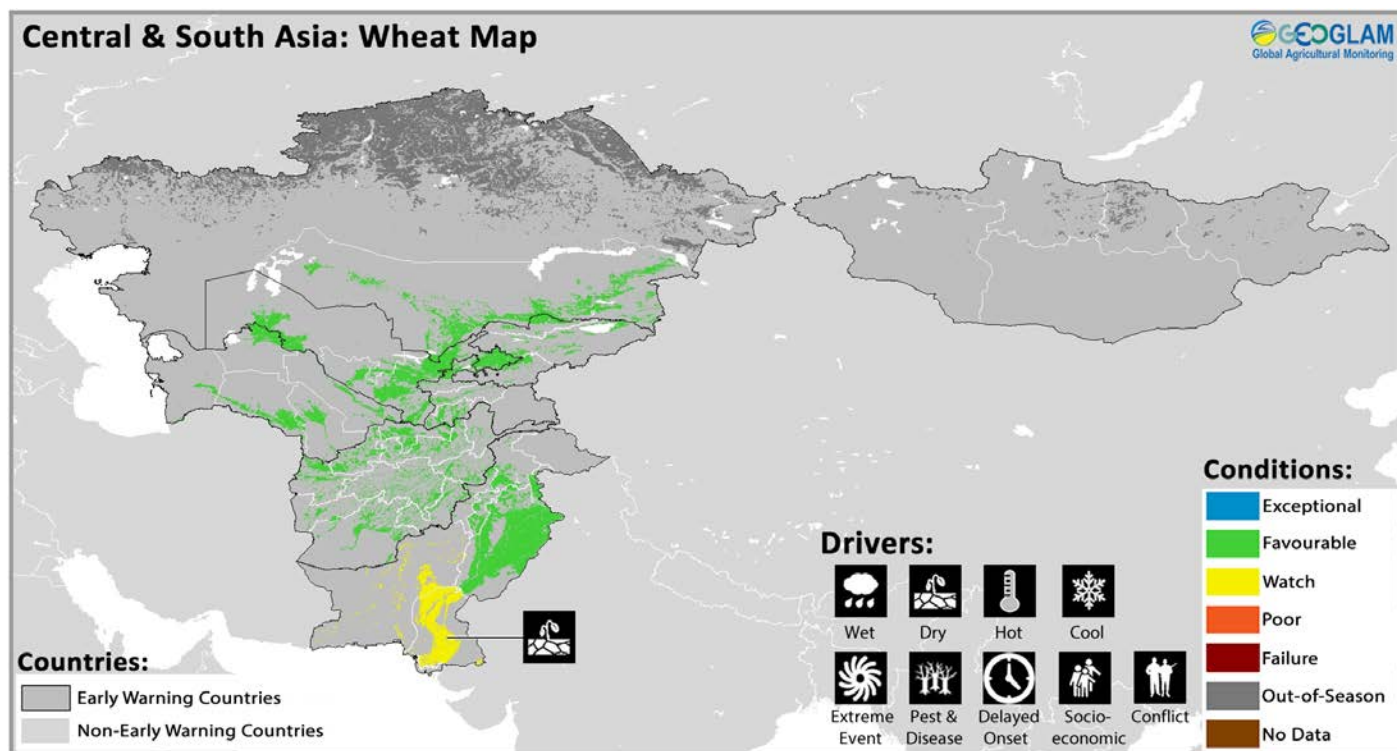 Central & South Asia: Wheat Map
GEOGLAM
Global Agricultural Monitoring
Conditions:
Exceptional
Favourable
Watch
Poor
Failure
Out-of-Season
No Data
Drivers:
Wet
Dry
Hot
Cool
Extreme Event
Pest & Disease
Delayed Onset
Socio-economic
Conflict
Countries:
Early Warning Countries
Non-Early Warning Countries